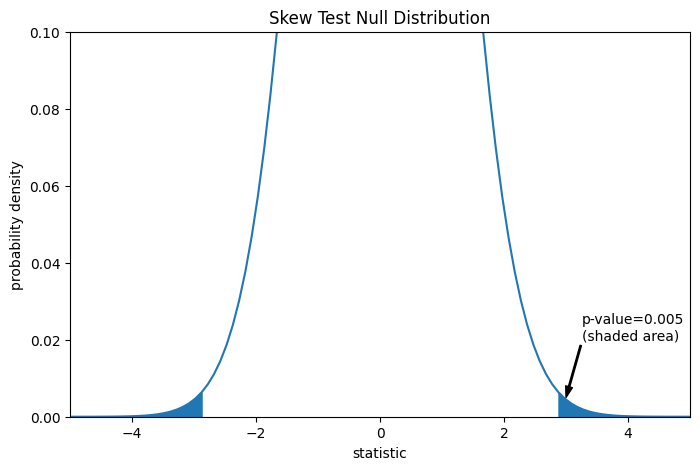 Skew Test Null Distribution
probability density
0.10
0.08
0.06
0.04
0.02
0.00
p-value=0.005
(shaded area)
−4
−2
0
2
4
statistic